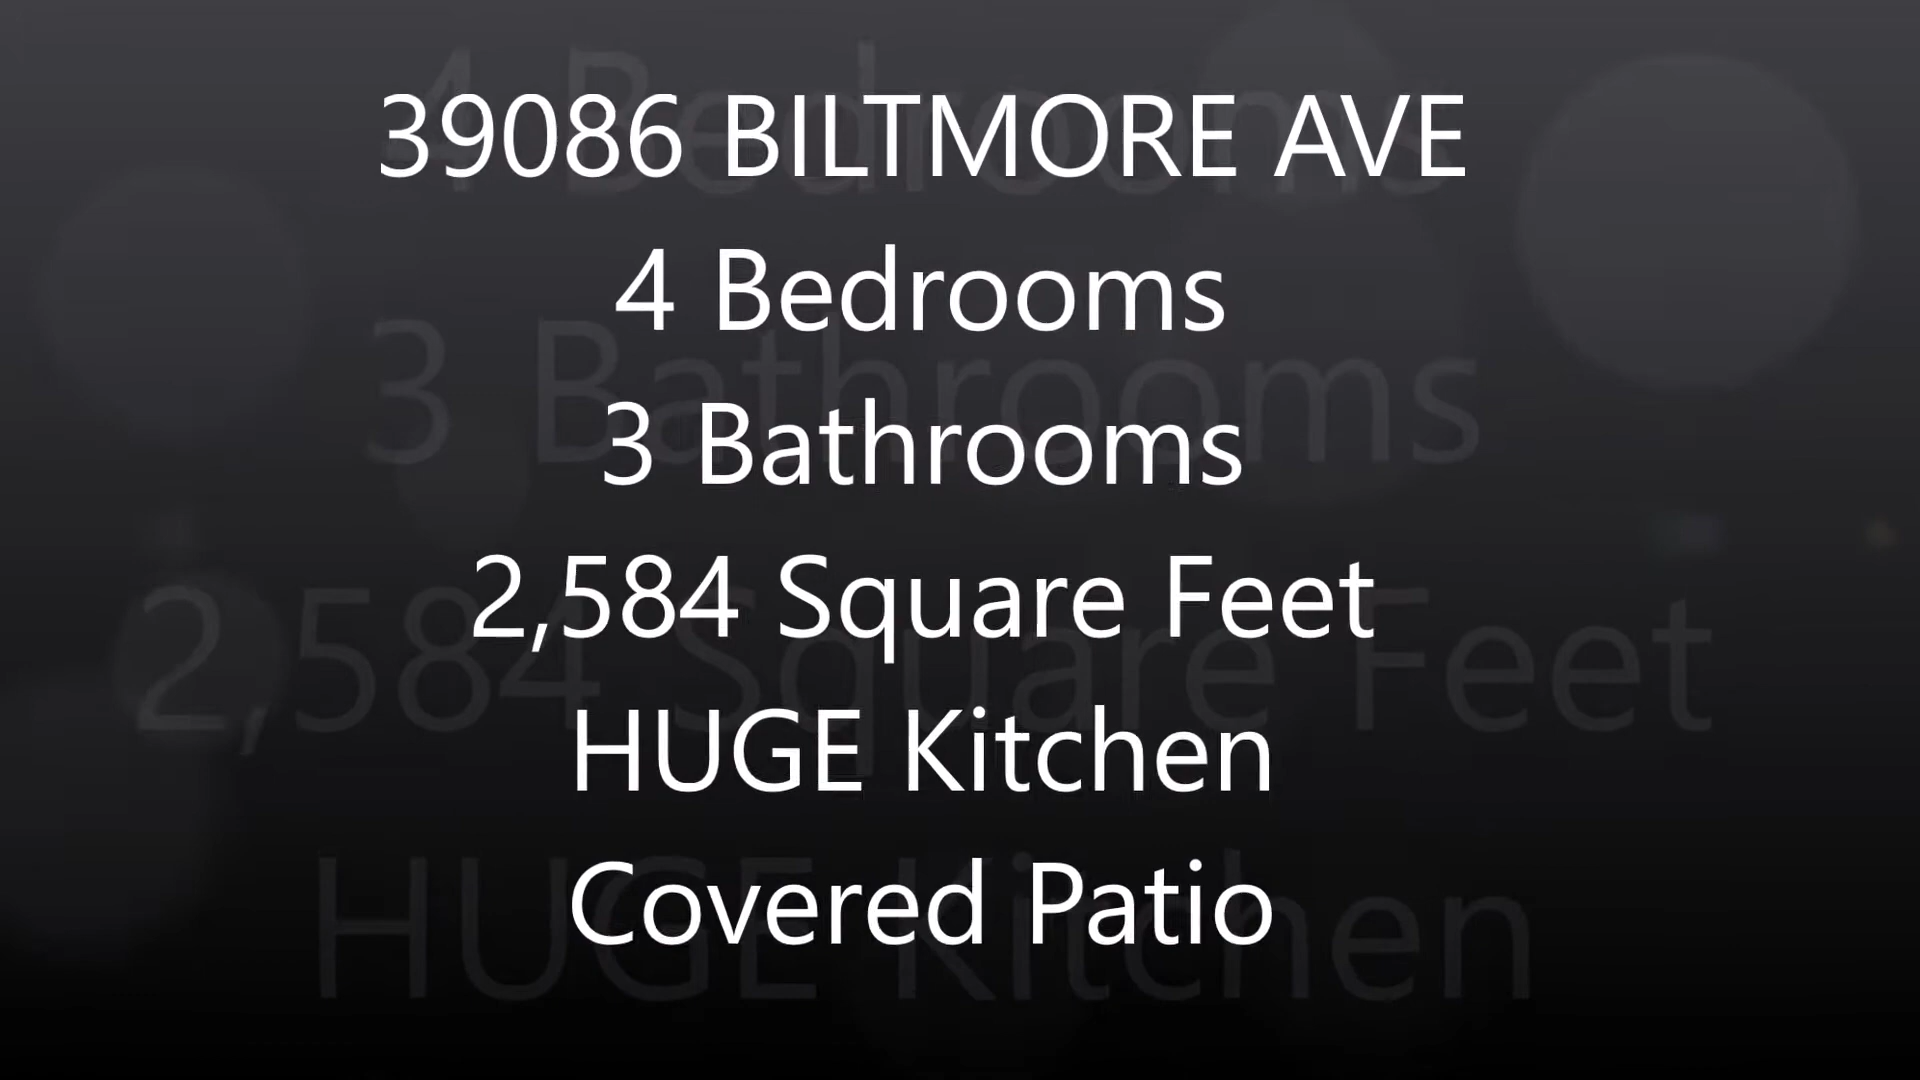 39086 BILTMORE AVE
4 Bedrooms
3 Bathrooms
2,584 Square Feet
HUGE Kitchen
Covered Patio